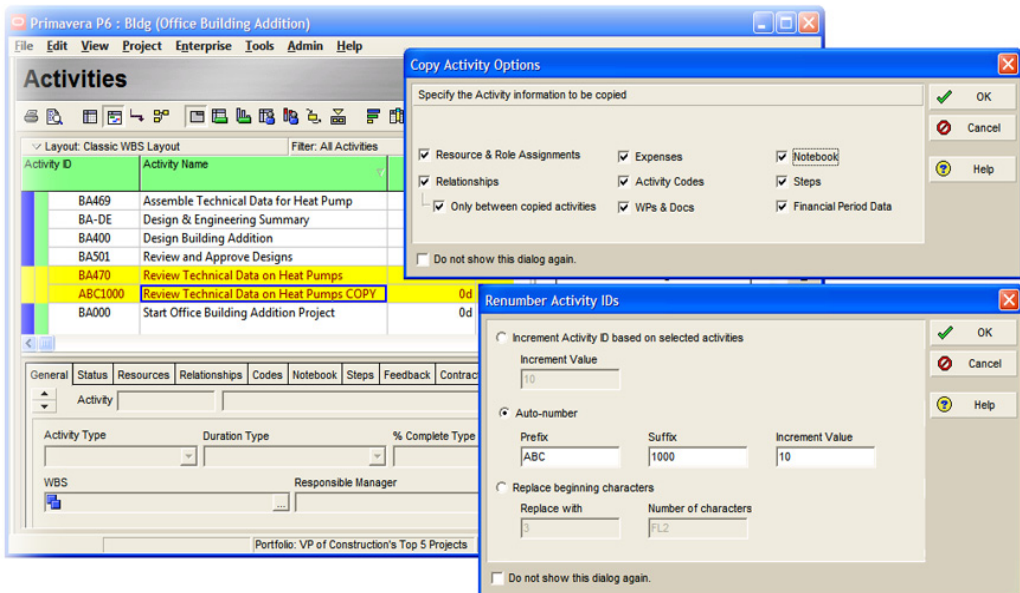 Primavera P6 : Bldg (Office Building Addition)
File Edit View Project Enterprise Tools Admin Help
Activities
Layout: Classic WBS Layout Filter: All Activities
Activity ID Activity Name
BA469 Assemble Technical Data for Heat Pump
BA-DE Design & Engineering Summary
BA400 Design Building Addition
BA501 Review and Approve Designs
BA470 Review Technical Data on Heat Pumps
ABC1000 Review Technical Data on Heat Pumps COPY 0d
BA000 Start Office Building Addition Project 0d
General Status Resources Relationships Codes Notebook Steps Feedback Contrac
Activity
Activity Type Duration Type % Complete Type
WBS Responsible Manager
...
Portfolio: VP of Construction's Top 5 Projects
Copy Activity Options
Specify the Activity information to be copied
OK
Cancel
Help
Resource & Role Assignments Expenses Notebook
Relationships Activity Codes Steps
Only between copied activities WPs & Docs Financial Period Data
Do not show this dialog again.
Renumber Activity IDs
OK
Cancel
Help
Increment Activity ID based on selected activities
Increment Value
10
Auto-number
Prefix Suffix Increment Value
ABC 1000 10
Replace beginning characters
Replace with Number of characters
3 FL2
Do not show this dialog again.